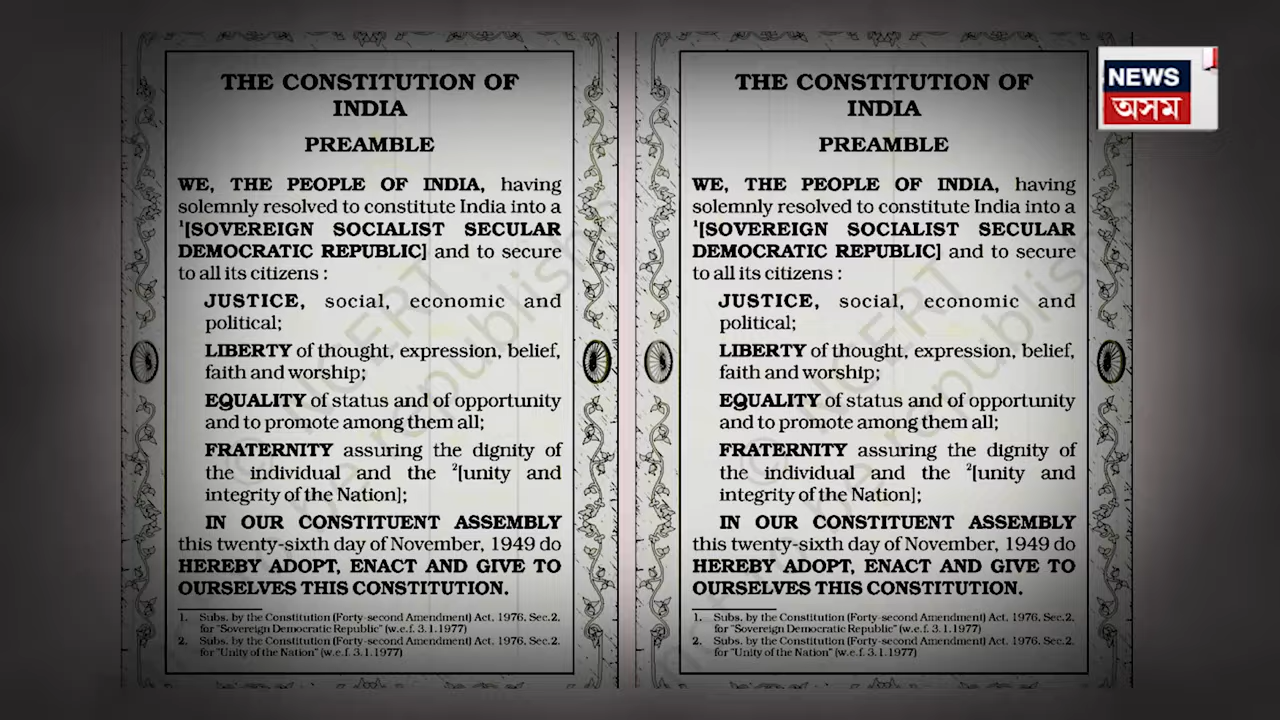 THE CONSTITUTION OF
INDIA
PREAMBLE
WE, THE PEOPLE OF INDIA, having
solemnly resolved to constitute India into a
¹[SOVEREIGN SOCIALIST SECULAR
DEMOCRATIC REPUBLIC] and to secure
to all its citizens :
JUSTICE, social, economic and
political;
LIBERTY of thought, expression, belief,
faith and worship;
EQUALITY of status and of opportunity
and to promote among them all;
FRATERNITY assuring the dignity of
the individual and the ²[unity and
integrity of the Nation];
IN OUR CONSTITUENT ASSEMBLY
this twenty-sixth day of November, 1949 do
HEREBY ADOPT, ENACT AND GIVE TO
OURSELVES THIS CONSTITUTION.
1. Subs. by the Constitution (Forty-second Amendment) Act, 1976, Sec.2,
for "Sovereign Democratic Republic" (w.e.f. 3.1.1977)
2. Subs. by the Constitution (Forty-second Amendment) Act, 1976, Sec.2,
for "Unity of the Nation" (w.e.f. 3.1.1977)
THE CONSTITUTION OF
INDIA
PREAMBLE
WE, THE PEOPLE OF INDIA, having
solemnly resolved to constitute India into a
¹[SOVEREIGN SOCIALIST SECULAR
DEMOCRATIC REPUBLIC] and to secure
to all its citizens :
JUSTICE, social, economic and
political;
LIBERTY of thought, expression, belief,
faith and worship;
EQUALITY of status and of opportunity
and to promote among them all;
FRATERNITY assuring the dignity of
the individual and the ²[unity and
integrity of the Nation];
IN OUR CONSTITUENT ASSEMBLY
this twenty-sixth day of November, 1949 do
HEREBY ADOPT, ENACT AND GIVE TO
OURSELVES THIS CONSTITUTION.
1. Subs. by the Constitution (Forty-second Amendment) Act, 1976, Sec.2,
for "Sovereign Democratic Republic" (w.e.f. 3.1.1977)
2. Subs. by the Constitution (Forty-second Amendment) Act, 1976, Sec.2,
for "Unity of the Nation" (w.e.f. 3.1.1977)
NEWS
অসম